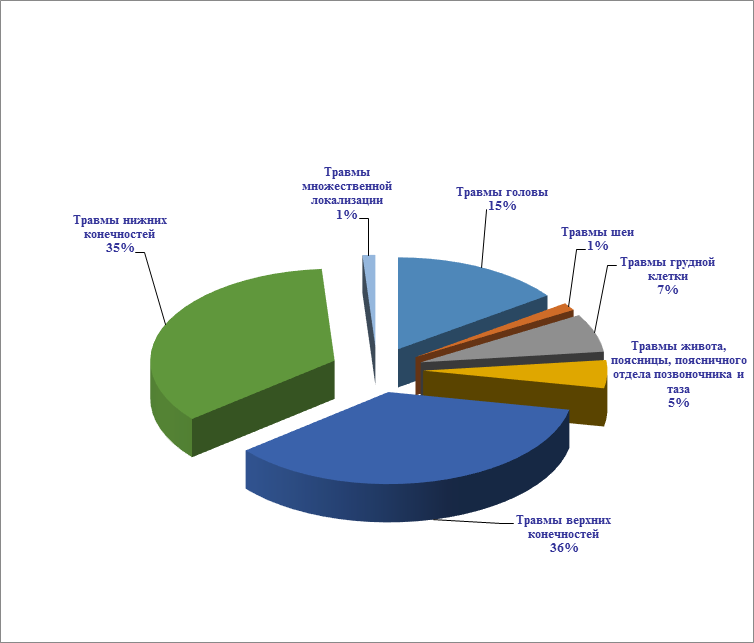 Травмы
множественной
локализации
1%
Травмы головы
15%
Травмы шеи
1%
Травмы грудной
клетки
7%
Травмы живота,
поясницы, поясничного
отдела позвоночника и
таза
5%
Травмы верхних
конечностей
36%
Травмы нижних
конечностей
35%